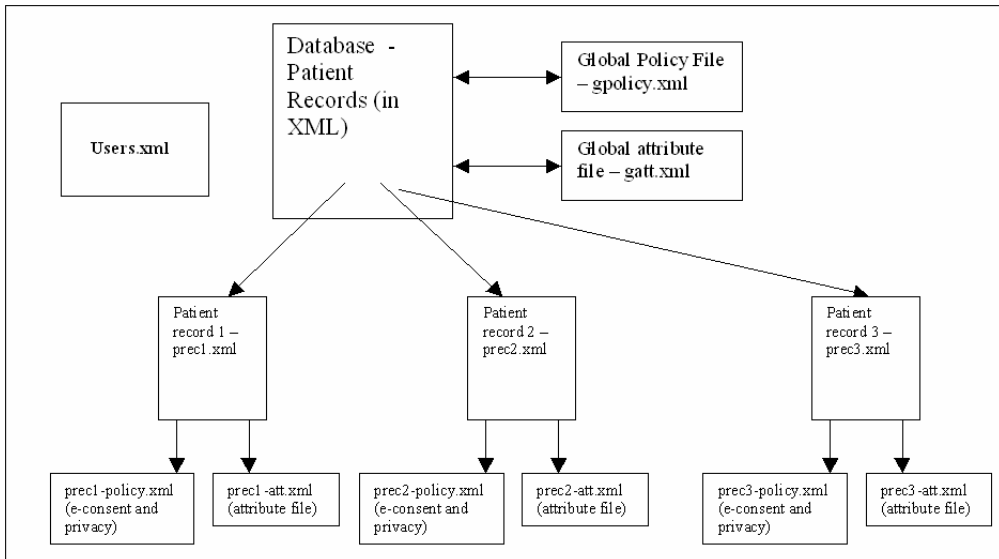 Database -
Patient
Records (in
XML)
Global Policy File
– gpolicy.xml
Users.xml
Global attribute
file – gatt.xml
Patient
record 1 –
prec1.xml
Patient
record 2 –
prec2.xml
Patient
record 3 –
prec3.xml
prec1-policy.xml
(e-consent and
privacy)
prec1-att.xml
(attribute file)
prec2-policy.xml
(e-consent and
privacy)
prec2-att.xml
(attribute file)
prec3-policy.xml
(e-consent and
privacy)
prec3-att.xml
(attribute file)